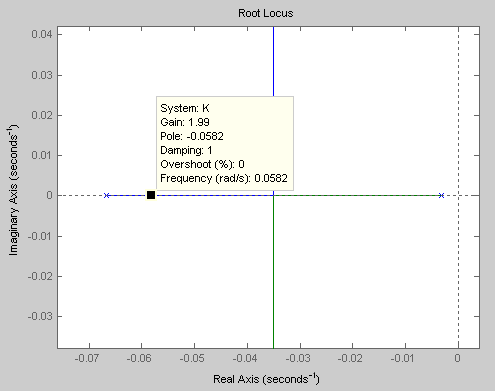 Root Locus
0.04
0.03
0.02
0.01
0
-0.01
-0.02
-0.03
Imaginary Axis (seconds⁻¹)
System: K
Gain: 1.99
Pole: -0.0582
Damping: 1
Overshoot (%): 0
Frequency (rad/s): 0.0582
-0.07 -0.06 -0.05 -0.04 -0.03 -0.02 -0.01 0
Real Axis (seconds⁻¹)